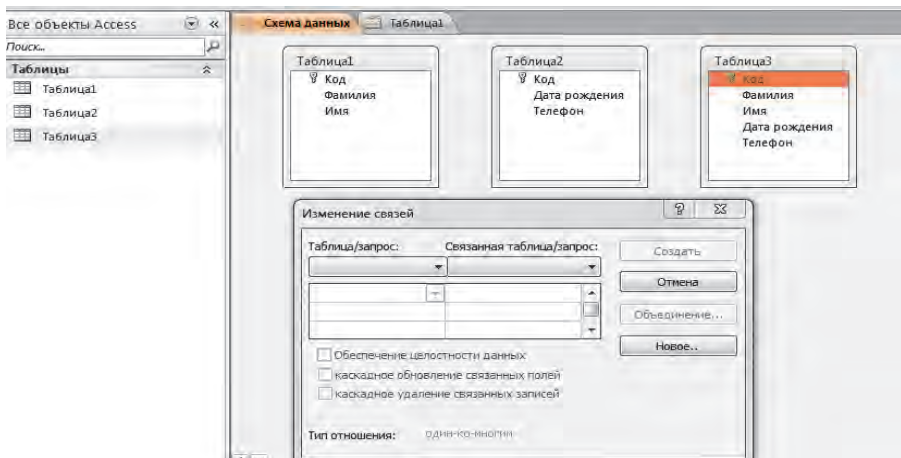 Все объекты Access
Поиск...
Таблицы
Таблица1
Таблица2
Таблица3
Схема данных
Таблица1
Таблица1
Код
Фамилия
Имя
Таблица2
Код
Дата рождения
Телефон
Таблица3
Код
Фамилия
Имя
Дата рождения
Телефон
Изменение связей
Таблица/запрос: Связанная таблица/запрос:
Создать
Отмена
Объединение...
Новое..
Обеспечение целостности данных
каскадное обновление связанных полей
каскадное удаление связанных записей
Тип отношения: один-ко-многим